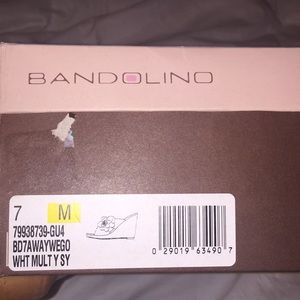 BANDOLINO
7 M
79938739-GU4
BD7AWAYWEGO
WHT MULT Y SY
0 29019 63490 7